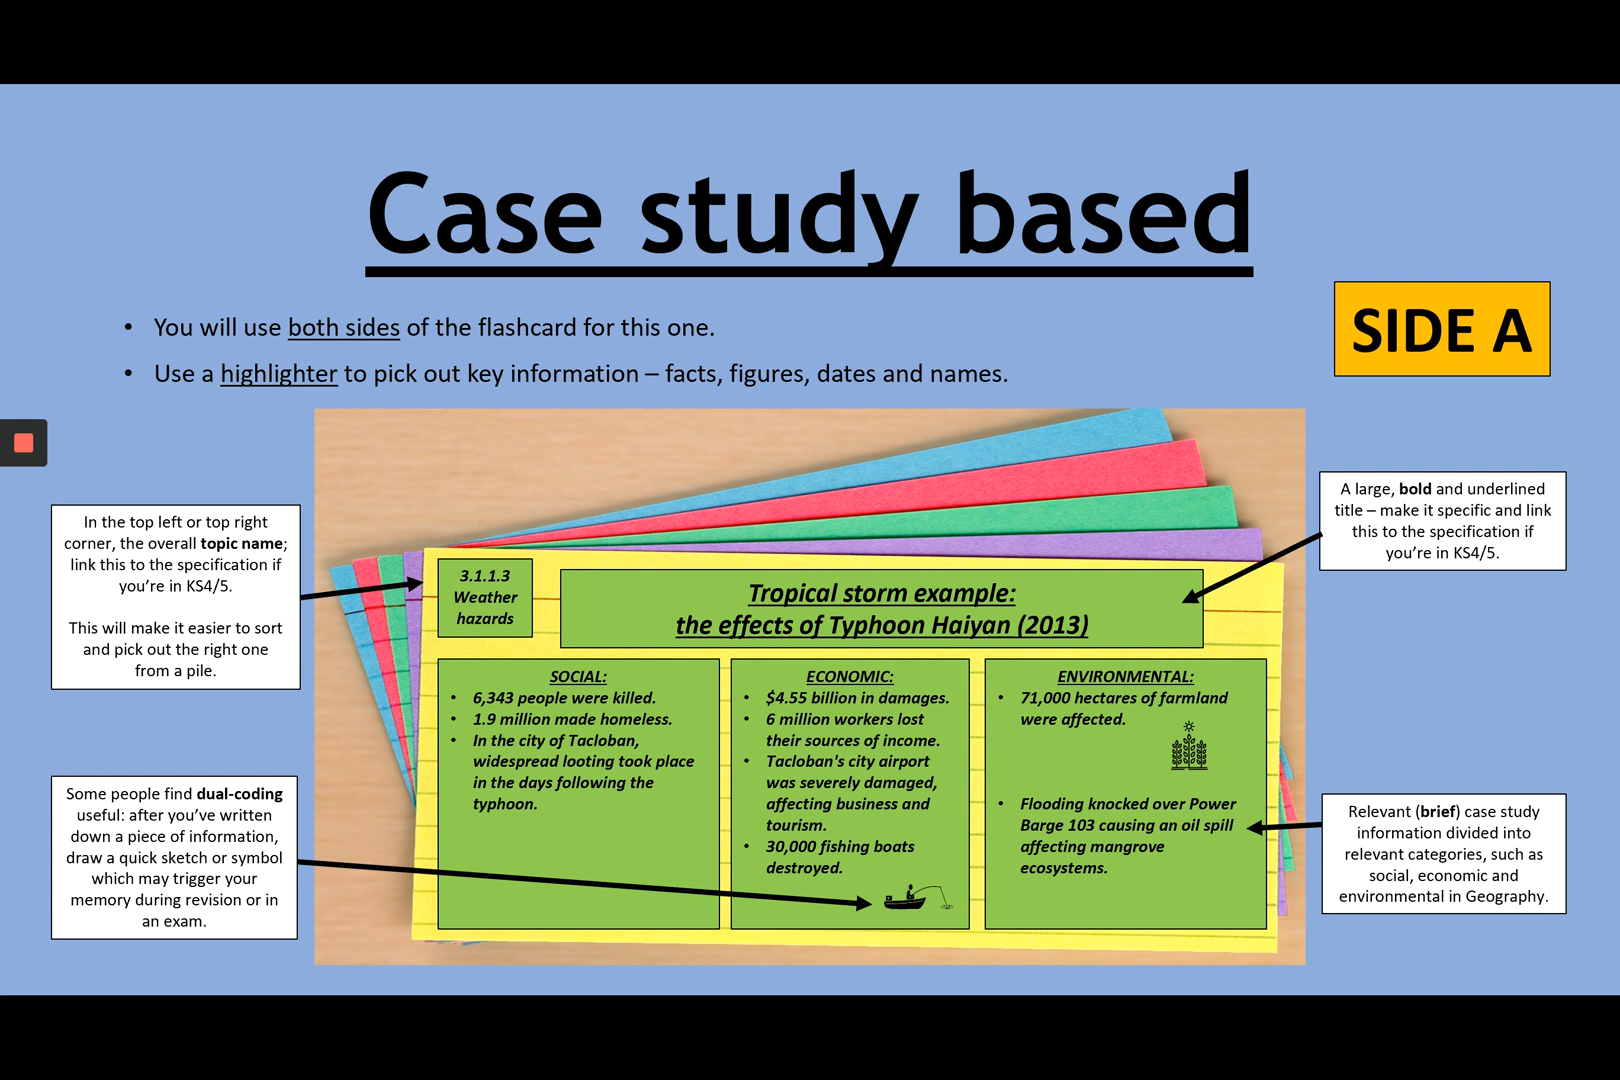 Case study based
• You will use both sides of the flashcard for this one.
• Use a highlighter to pick out key information – facts, figures, dates and names.
SIDE A
In the top left or top right
corner, the overall topic name;
link this to the specification if
you're in KS4/5.
This will make it easier to sort
and pick out the right one
from a pile.
A large, bold and underlined
title – make it specific and link
this to the specification if
you're in KS4/5.
3.1.1.3
Weather
hazards
Tropical storm example:
the effects of Typhoon Haiyan (2013)
SOCIAL:
• 6,343 people were killed.
• 1.9 million made homeless.
• In the city of Tacloban,
widespread looting took place
in the days following the
typhoon.
ECONOMIC:
• $4.55 billion in damages.
• 6 million workers lost
their sources of income.
• Tacloban's city airport
was severely damaged,
affecting business and
tourism.
• 30,000 fishing boats
destroyed.
ENVIRONMENTAL:
• 71,000 hectares of farmland
were affected.
• Flooding knocked over Power
Barge 103 causing an oil spill
affecting mangrove
ecosystems.
Some people find dual-coding
useful: after you've written
down a piece of information,
draw a quick sketch or symbol
which may trigger your
memory during revision or in
an exam.
Relevant (brief) case study
information divided into
relevant categories, such as
social, economic and
environmental in Geography.